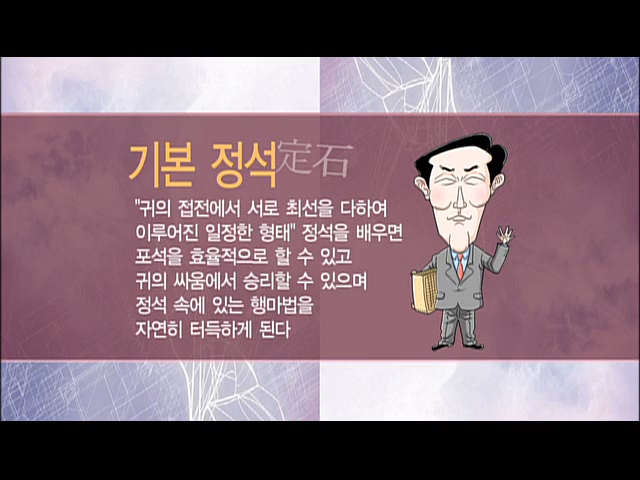 기본 정석定石
"귀의 접전에서 서로 최선을 다하여
이루어진 일정한 형태" 정석을 배우면
포석을 효율적으로 할 수 있고
귀의 싸움에서 승리할 수 있으며
정석 속에 있는 행마법을
자연히 터득하게 된다